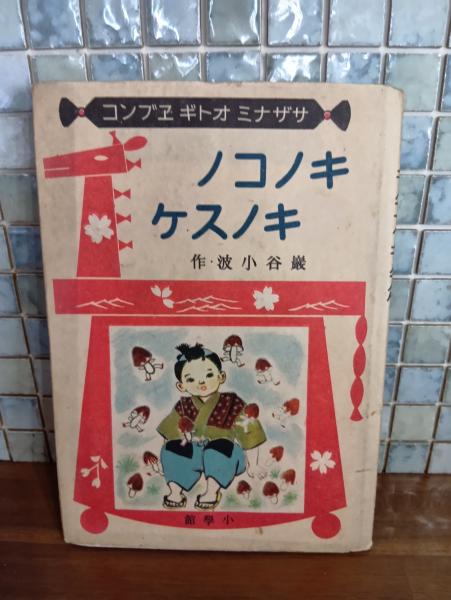 サザナミ オトギ ヱブンコ
キノコノ
キノスケ
巖谷小波・作
小學館